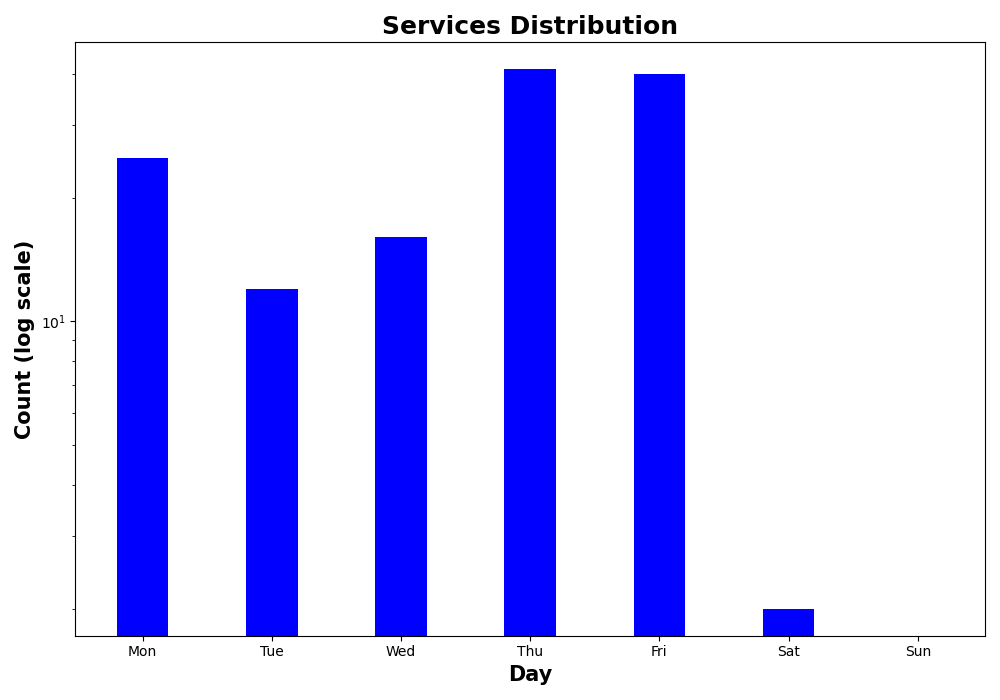 Services Distribution
Count (log scale)
10¹
Mon Tue Wed Thu Fri Sat Sun
Day